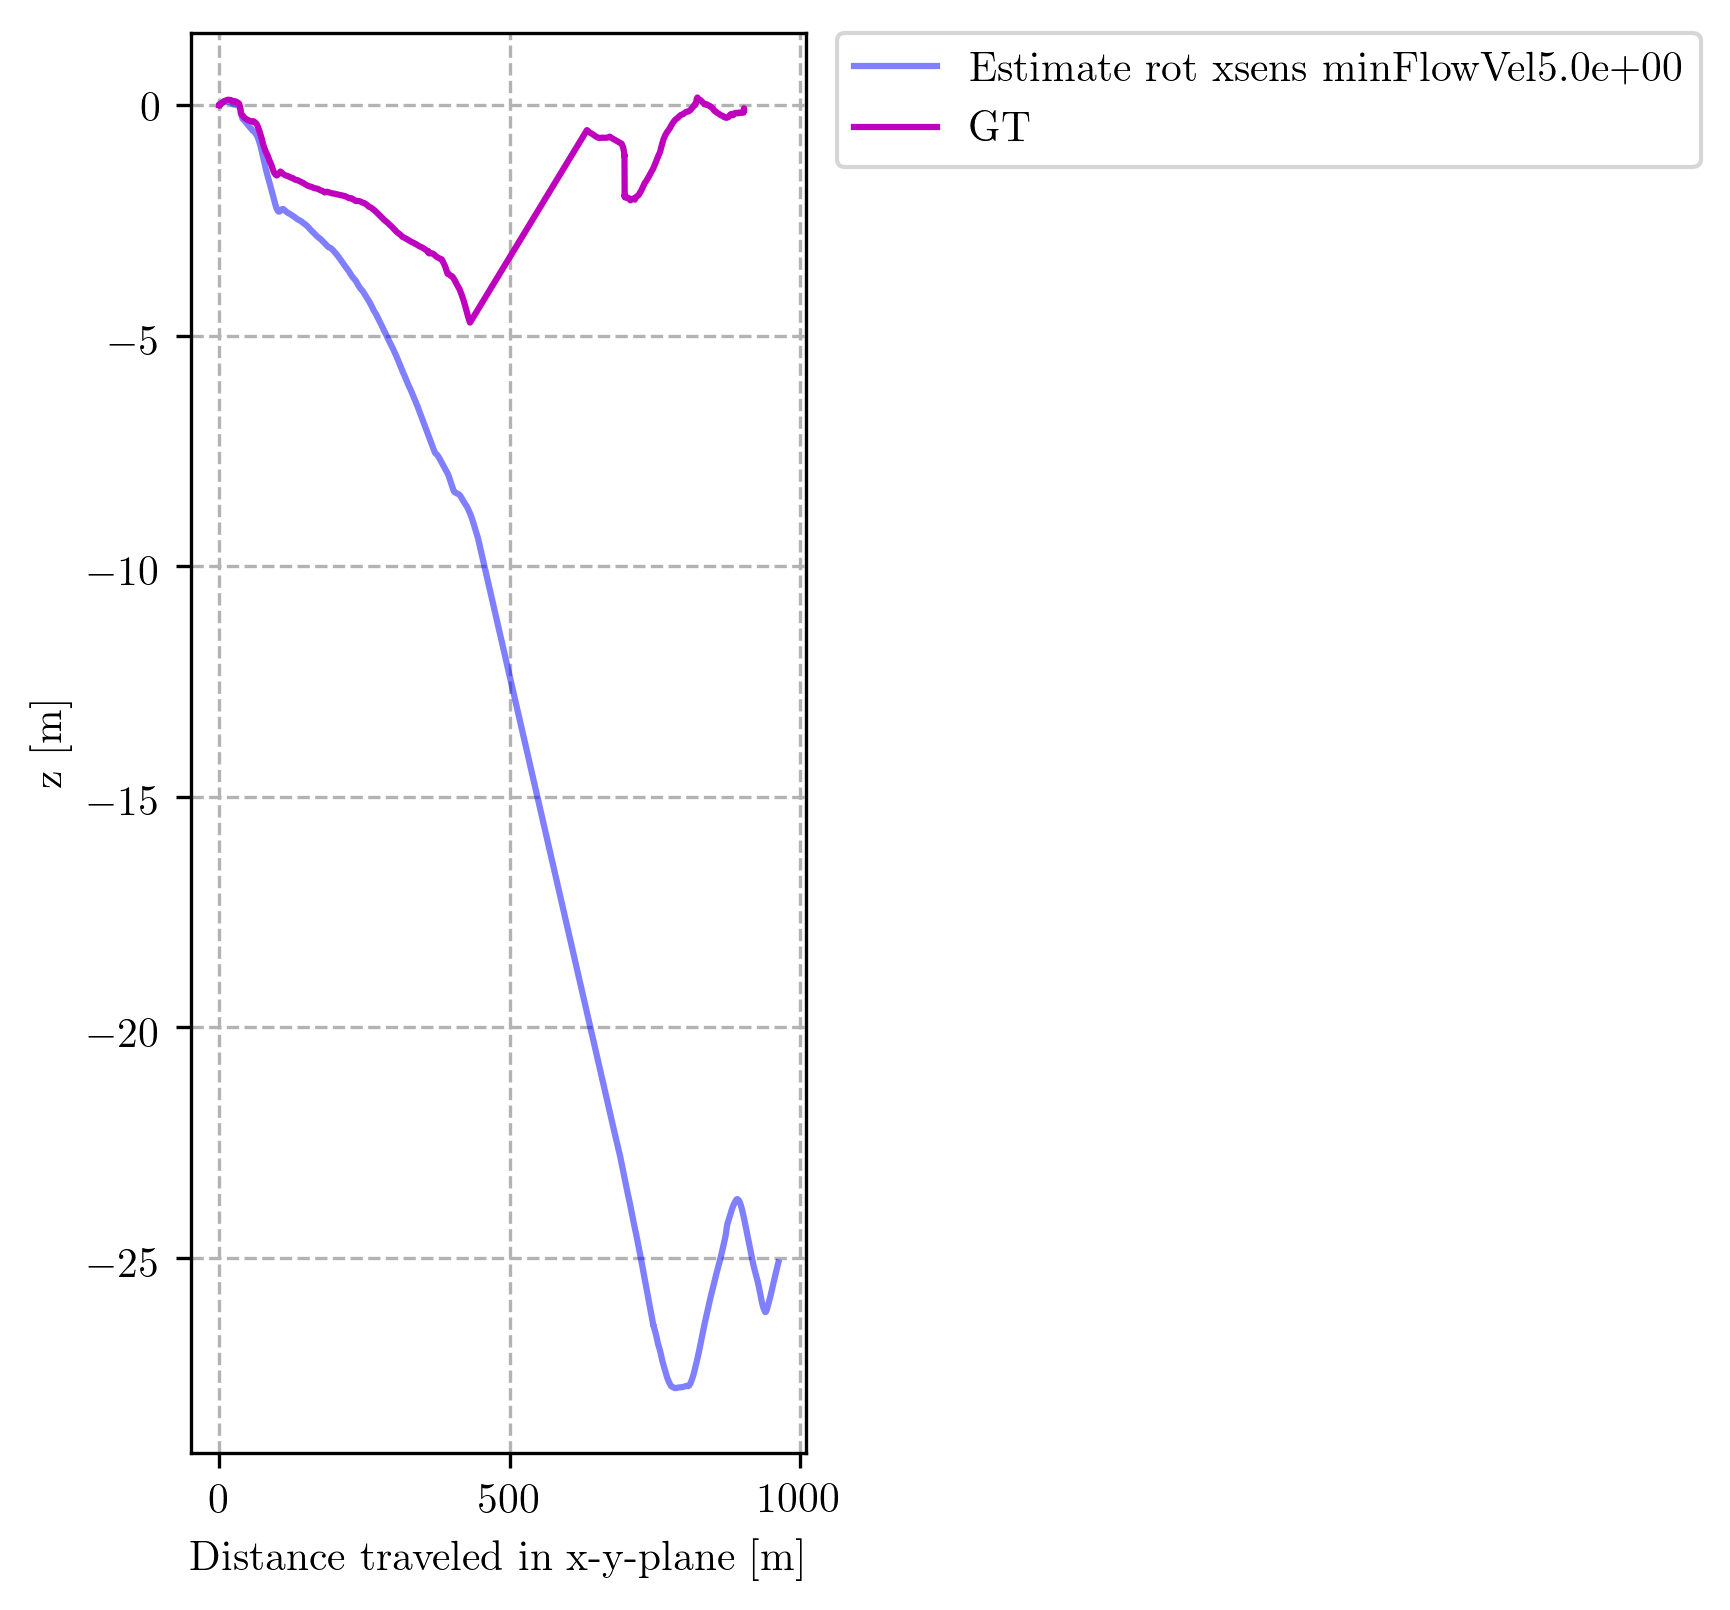 Estimate rot xsens minFlowVel5.0e+00
GT
0
−5
−10
−15
−20
−25
z [m]
0 500 1000
Distance traveled in x-y-plane [m]